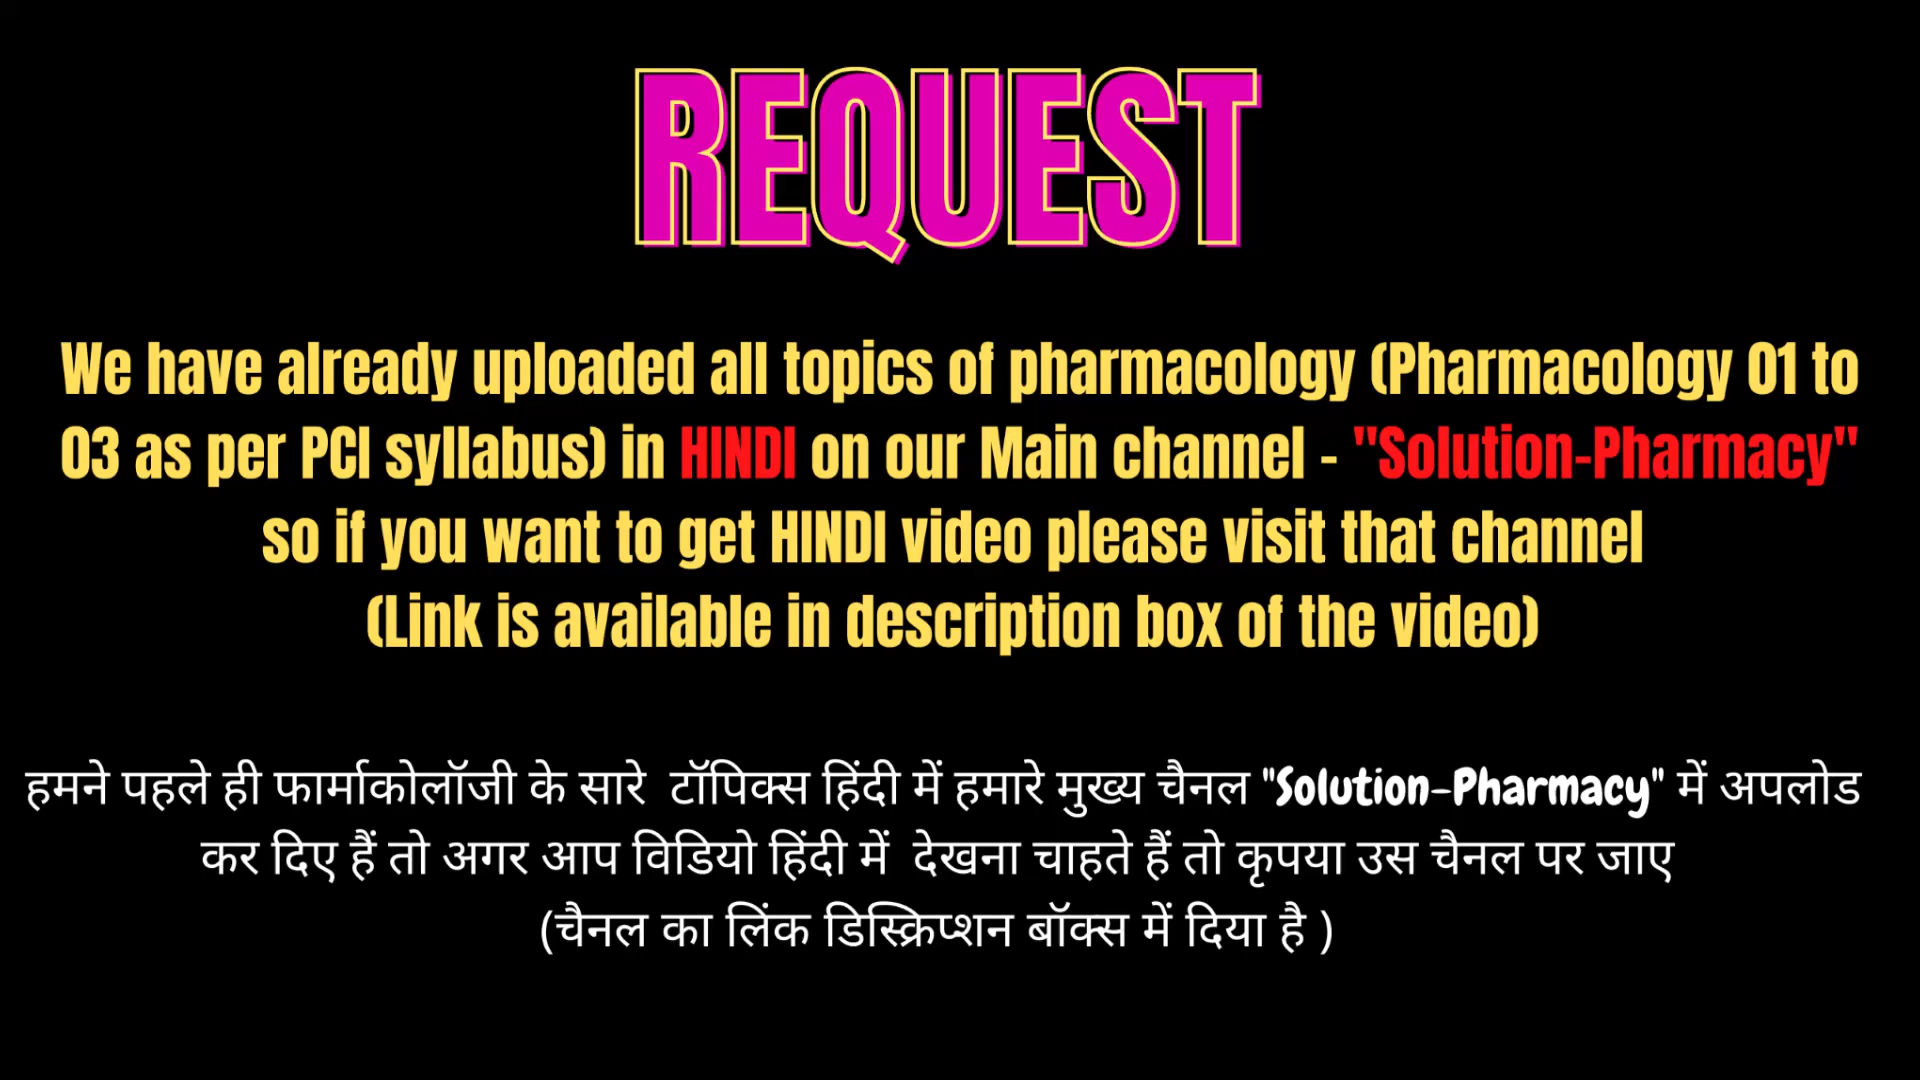 REQUEST
We have already uploaded all topics of pharmacology (Pharmacology 01 to
03 as per PCI syllabus) in HINDI on our Main channel - "Solution-Pharmacy"
so if you want to get HINDI video please visit that channel
(Link is available in description box of the video)
हमने पहले ही फार्माकोलॉजी के सारे टॉपिक्स हिंदी में हमारे मुख्य चैनल "Solution-Pharmacy" में अपलोड
कर दिए हैं तो अगर आप विडियो हिंदी में देखना चाहते हैं तो कृपया उस चैनल पर जाए
(चैनल का लिंक डिस्क्रिप्शन बॉक्स में दिया है )